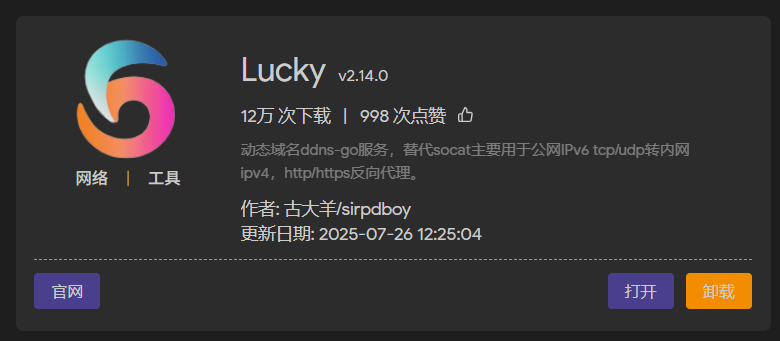 Lucky v2.14.0
12万 次下载 | 998 次点赞
动态域名ddns-go服务，替代socat主要用于公网IPv6 tcp/udp转内网
ipv4，http/https反向代理。
网络 | 工具
作者: 古大羊/sirpdboy
更新日期: 2025-07-26 12:25:04
官网
打开
卸载